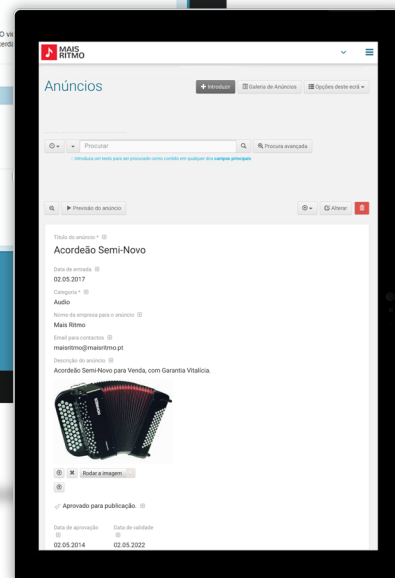 MAIS
RITMO
Anúncios
Introduzir
Galeria de Anúncios
Opções deste ecrã
Procurar
Procura avançada
Introduza um texto para ser procurado como contido em qualquer dos campos principais
Previsão do anúncio
Alterar
Título do anúncio *
Acordeão Semi-Novo
Data de entrada
02.05.2017
Categoria *
Audio
Nome da empresa para o anúncio
Mais Ritmo
Email para contactos
maisritmo@maisritmo.pt
Descrição do anúncio
Acordeão Semi-Novo para Venda, com Garantia Vitalícia.
Rodar a imagem...
Aprovado para publicação.
Data de aprovação Data de validade
02.05.2014 02.05.2022